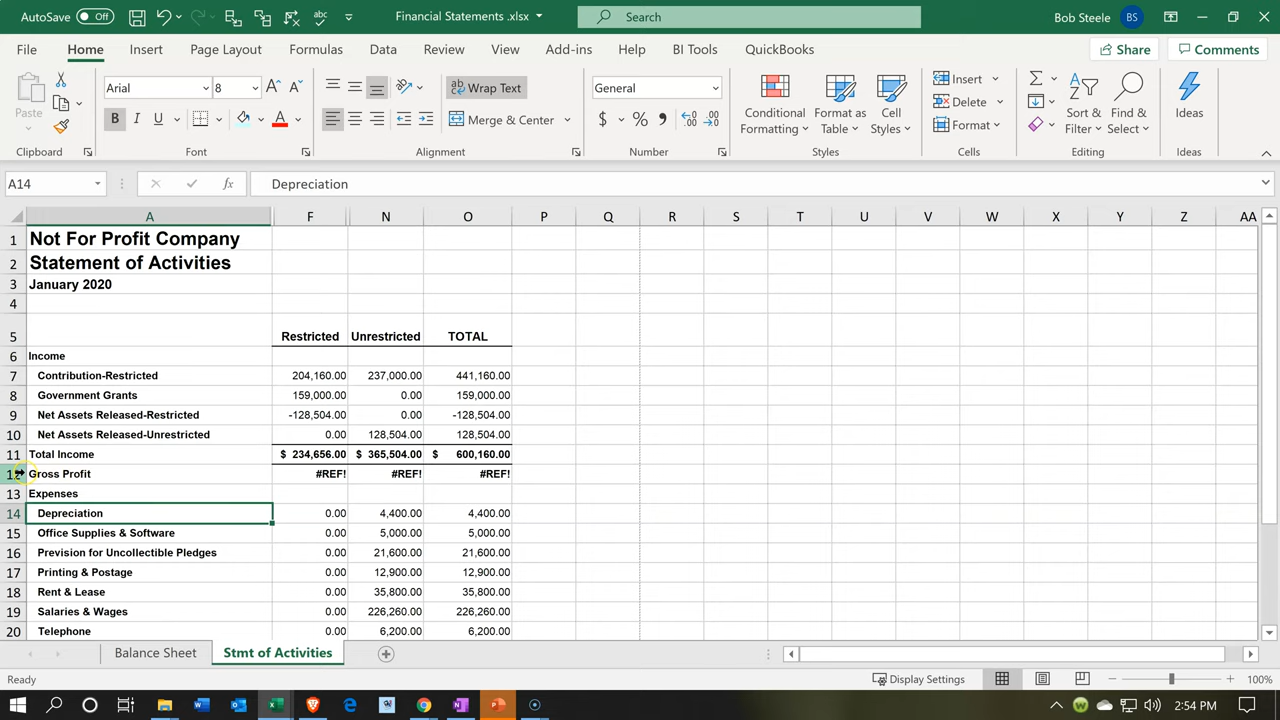 AutoSave Off Financial Statements .xlsx Search Bob Steele BS
File Home Insert Page Layout Formulas Data Review View Add-ins Help BI Tools QuickBooks Share Comments
Paste Arial 8 Wrap Text General Conditional Formatting Format as Table Cell Styles Insert Sort & Filter Find & Select Ideas
B I U Merge & Center $ % Delete
Format
Clipboard Font Alignment Number Styles Cells Editing Ideas
A14 fx Depreciation
A F N O P Q R S T U V W X Y Z AA
1 Not For Profit Company
2 Statement of Activities
3 January 2020
4
5 Restricted Unrestricted TOTAL
6 Income
7 Contribution-Restricted 204,160.00 237,000.00 441,160.00
8 Government Grants 159,000.00 0.00 159,000.00
9 Net Assets Released-Restricted -128,504.00 0.00 -128,504.00
10 Net Assets Released-Unrestricted 0.00 128,504.00 128,504.00
11 Total Income $ 234,656.00 $ 365,504.00 $ 600,160.00
12 Gross Profit #REF! #REF! #REF!
13 Expenses
14 Depreciation 0.00 4,400.00 4,400.00
15 Office Supplies & Software 0.00 5,000.00 5,000.00
16 Prevision for Uncollectible Pledges 0.00 21,600.00 21,600.00
17 Printing & Postage 0.00 12,900.00 12,900.00
18 Rent & Lease 0.00 35,800.00 35,800.00
19 Salaries & Wages 0.00 226,260.00 226,260.00
20 Telephone 0.00 6,200.00 6,200.00
Balance Sheet Stmt of Activities
Ready Display Settings 100%
2:54 PM